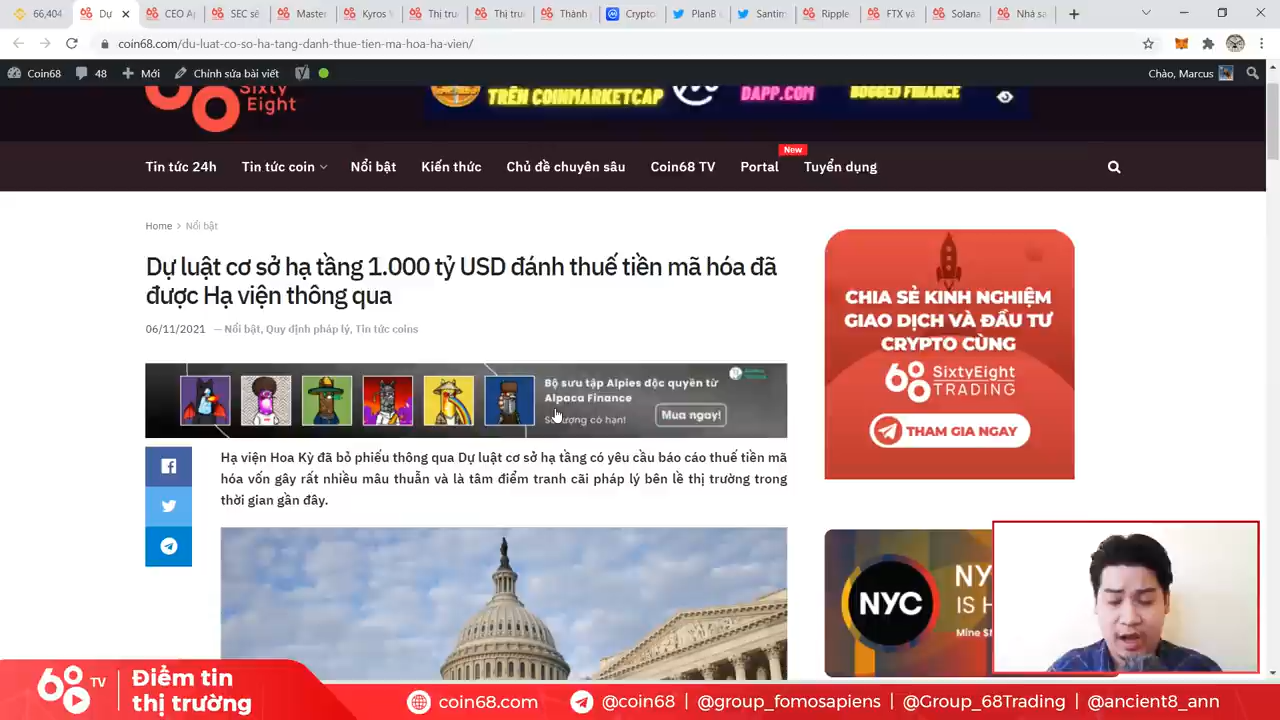 66,404
Dự
CEO A
SEC sẽ
Master
Kyros V
Thị trư
Thị trư
Thành
Crypto
PlanB
Santim
Ripple
FTX và
Solana
Nhà sá
coin68.com/du-luat-co-so-ha-tang-danh-thue-tien-ma-hoa-ha-vien/
Coin68
48
Mới
Chỉnh sửa bài viết
Chào, Marcus
Sixty
Eight
TRÊN COINMARKETCAP
DAPP.COM
BOGGED FINANCE
New
Tin tức 24h
Tin tức coin
Nổi bật
Kiến thức
Chủ đề chuyên sâu
Coin68 TV
Portal
Tuyển dụng
Home > Nổi bật
Dự luật cơ sở hạ tầng 1.000 tỷ USD đánh thuế tiền mã hóa đã
được Hạ viện thông qua
06/11/2021 — Nổi bật, Quy định pháp lý, Tin tức coins
Bộ sưu tập Alpies độc quyền từ
Alpaca Finance
Số lượng có hạn!
Mua ngay!
Hạ viện Hoa Kỳ đã bỏ phiếu thông qua Dự luật cơ sở hạ tầng có yêu cầu báo cáo thuế tiền mã
hóa vốn gây rất nhiều mâu thuẫn và là tâm điểm tranh cãi pháp lý bên lề thị trường trong
thời gian gần đây.
CHIA SẺ KINH NGHIỆM
GIAO DỊCH VÀ ĐẦU TƯ
CRYPTO CÙNG
68 SixtyEight
TRADING
THAM GIA NGAY
NYC
NY
IS H
Mine $
68 TV
Điểm tin
thị trường
coin68.com
@coin68 | @group_fomosapiens | @Group_68Trading | @ancient8_ann